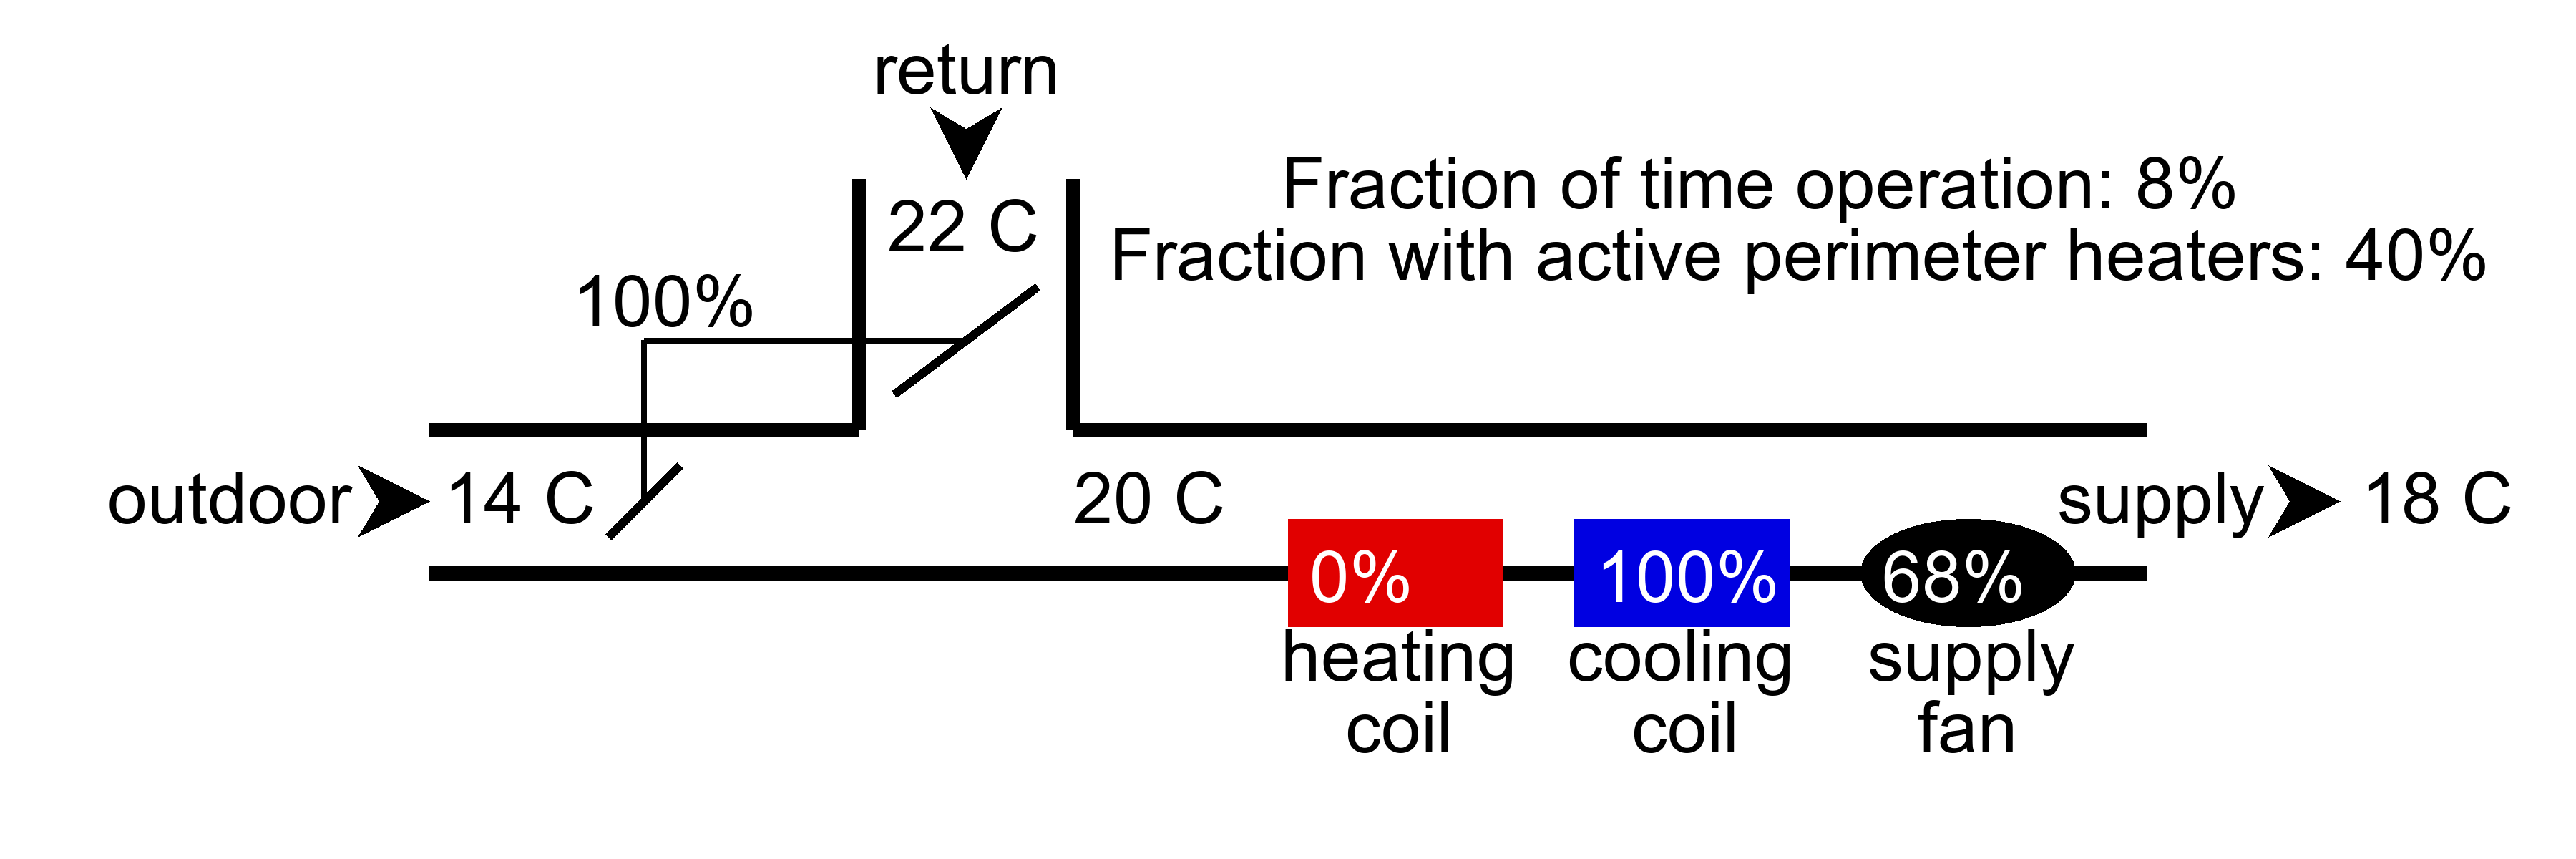 return
22 C
Fraction of time operation: 8%
Fraction with active perimeter heaters: 40%
100%
outdoor
14 C
20 C
supply
18 C
0%
100%
68%
heating
coil
cooling
coil
supply
fan